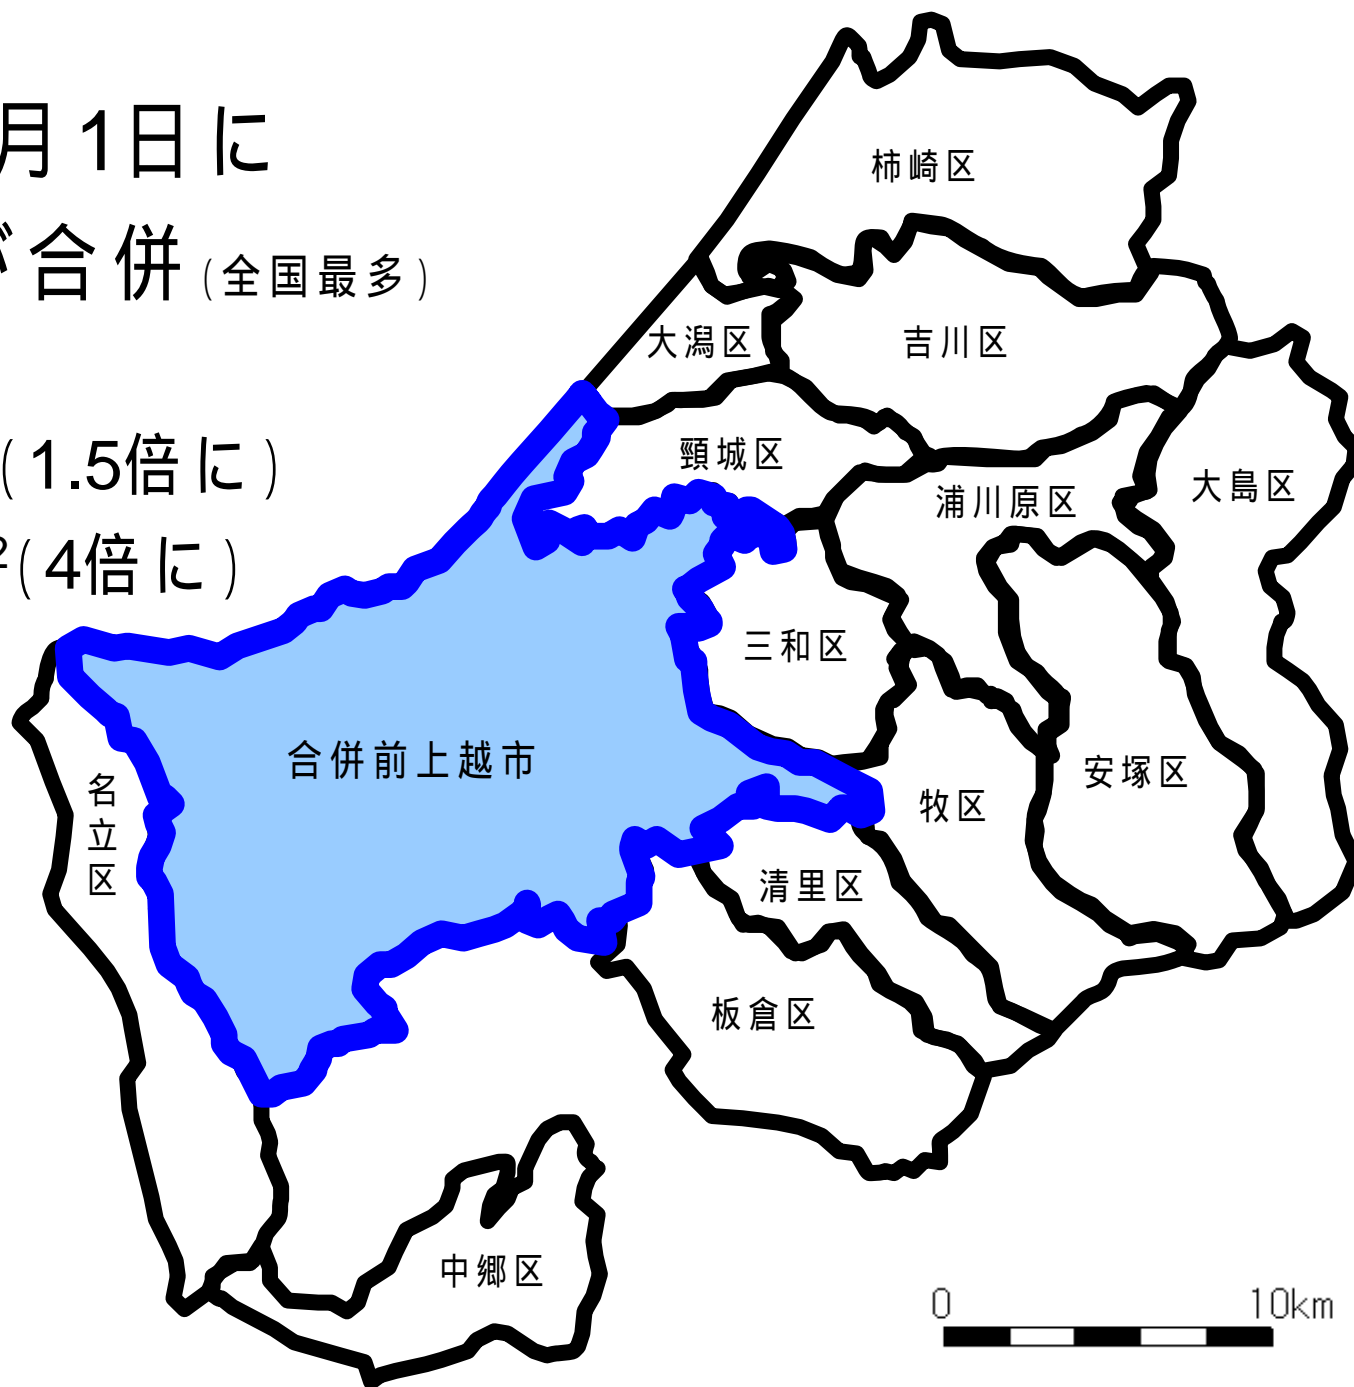 月1日に
が合併(全国最多)
(1.5倍に)
²(4倍に)
柿崎区
大潟区
吉川区
頸城区
浦川原区
大島区
三和区
合併前上越市
名立区
安塚区
牧区
清里区
板倉区
中郷区
0 10km